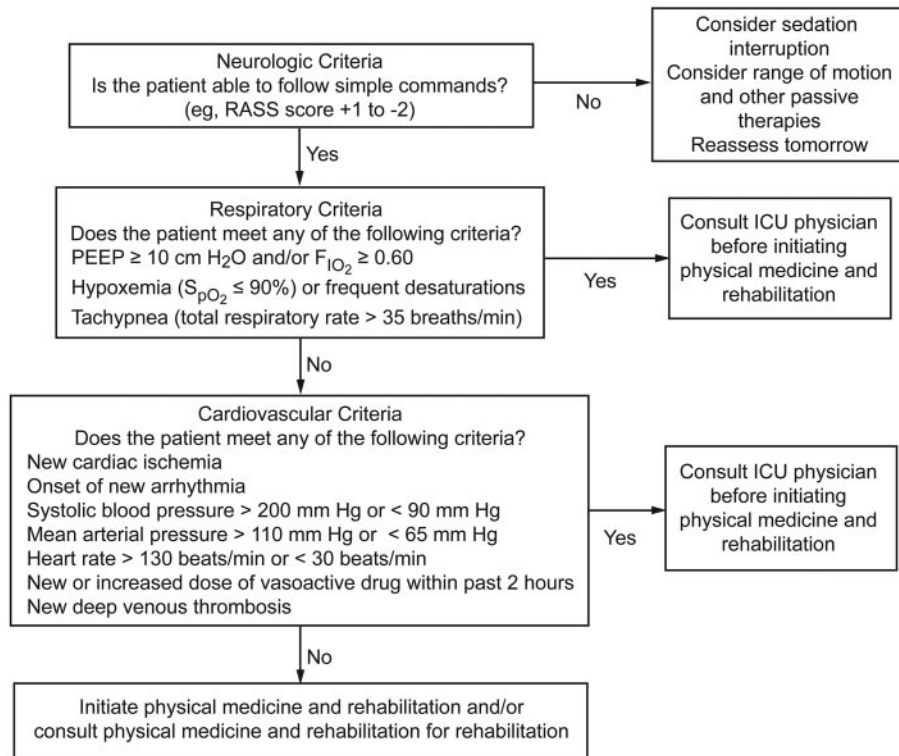 Neurologic Criteria
Is the patient able to follow simple commands?
(eg, RASS score +1 to -2)
No
Consider sedation
interruption
Consider range of motion
and other passive
therapies
Reassess tomorrow
Yes
Respiratory Criteria
Does the patient meet any of the following criteria?
PEEP ≥ 10 cm H2O and/or FIO2 ≥ 0.60
Hypoxemia (SpO2 ≤ 90%) or frequent desaturations
Tachypnea (total respiratory rate > 35 breaths/min)
Yes
Consult ICU physician
before initiating
physical medicine and
rehabilitation
No
Cardiovascular Criteria
Does the patient meet any of the following criteria?
New cardiac ischemia
Onset of new arrhythmia
Systolic blood pressure > 200 mm Hg or < 90 mm Hg
Mean arterial pressure > 110 mm Hg or < 65 mm Hg
Heart rate > 130 beats/min or < 30 beats/min
New or increased dose of vasoactive drug within past 2 hours
New deep venous thrombosis
Yes
Consult ICU physician
before initiating
physical medicine and
rehabilitation
No
Initiate physical medicine and rehabilitation and/or
consult physical medicine and rehabilitation for rehabilitation